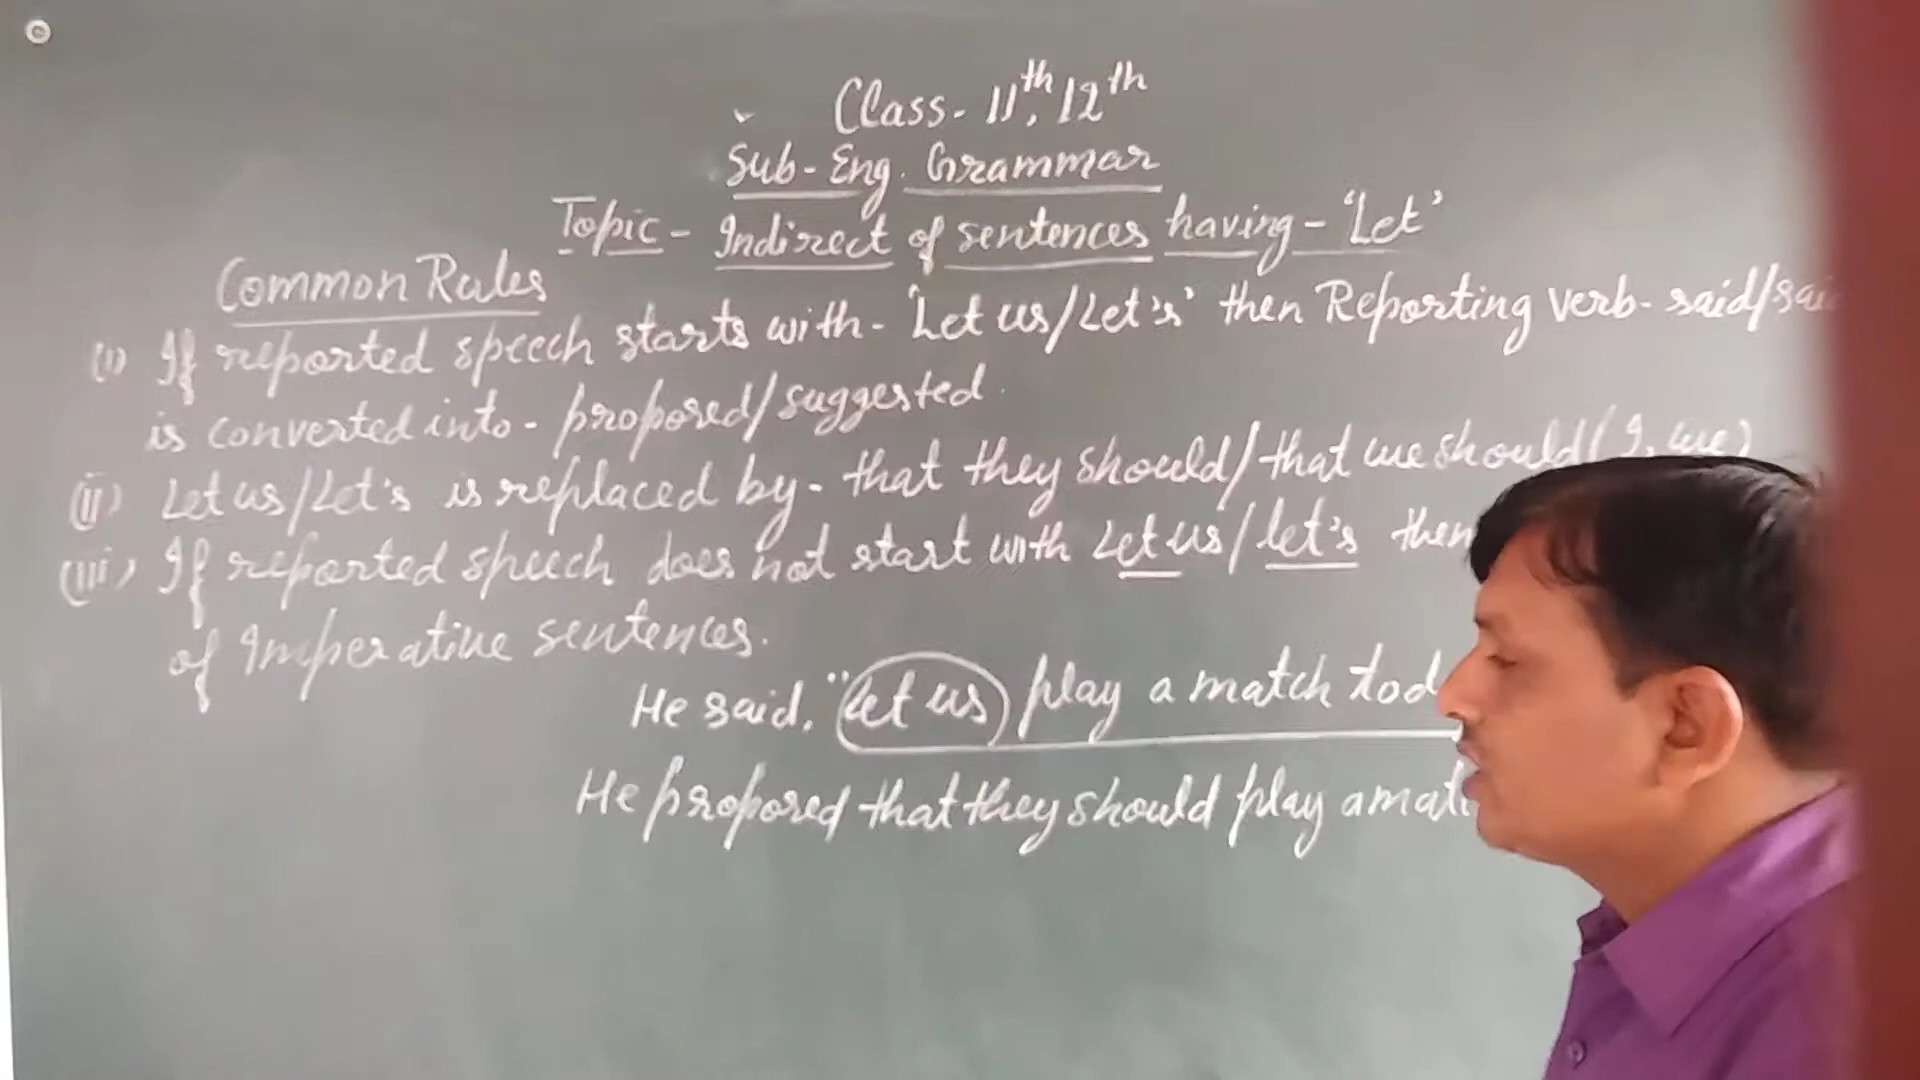 Class- 11th, 12th
Sub- Eng. Grammar
Topic - Indirect of sentences having - 'Let'
Common Rules
(i) If reported speech starts with - 'Let us/Let's' then Reporting verb- said/
is converted into - proposed/suggested.
(ii) Let us/Let's is replaced by - that they should/that we should (I, we)
(iii) If reported speech does not start with Let us/let's then
of Imperative sentences.
He said, "let us play a match
He proposed that they should play a